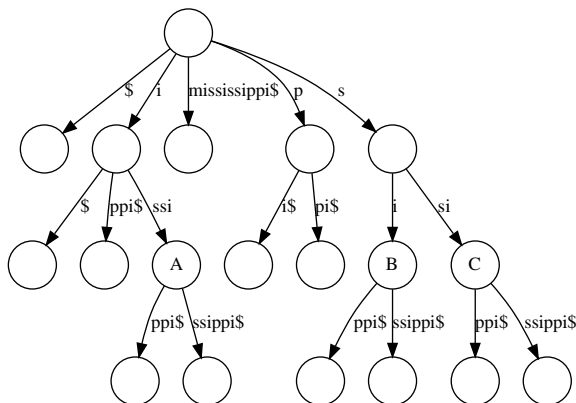 $ i mississippi$ p s
$ ppi$ ssi i$ pi$ i si
A B C
ppi$ ssippi$ ppi$ ssippi$ ppi$ ssippi$